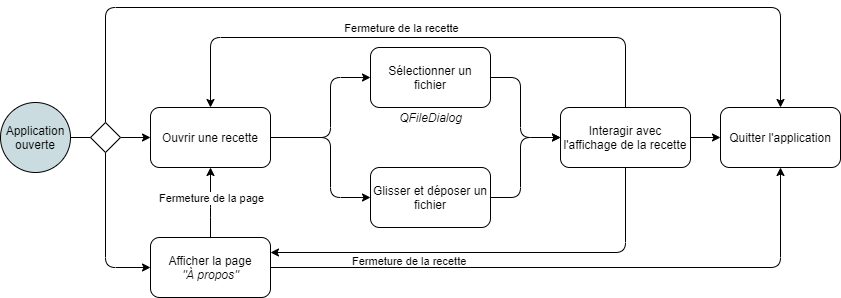 Fermeture de la recette
Sélectionner un
fichier
QFileDialog
Application
ouverte
Ouvrir une recette
Interagir avec
l'affichage de la recette
Quitter l'application
Glisser et déposer un
fichier
Fermeture de la page
Afficher la page
"À propos"
Fermeture de la recette